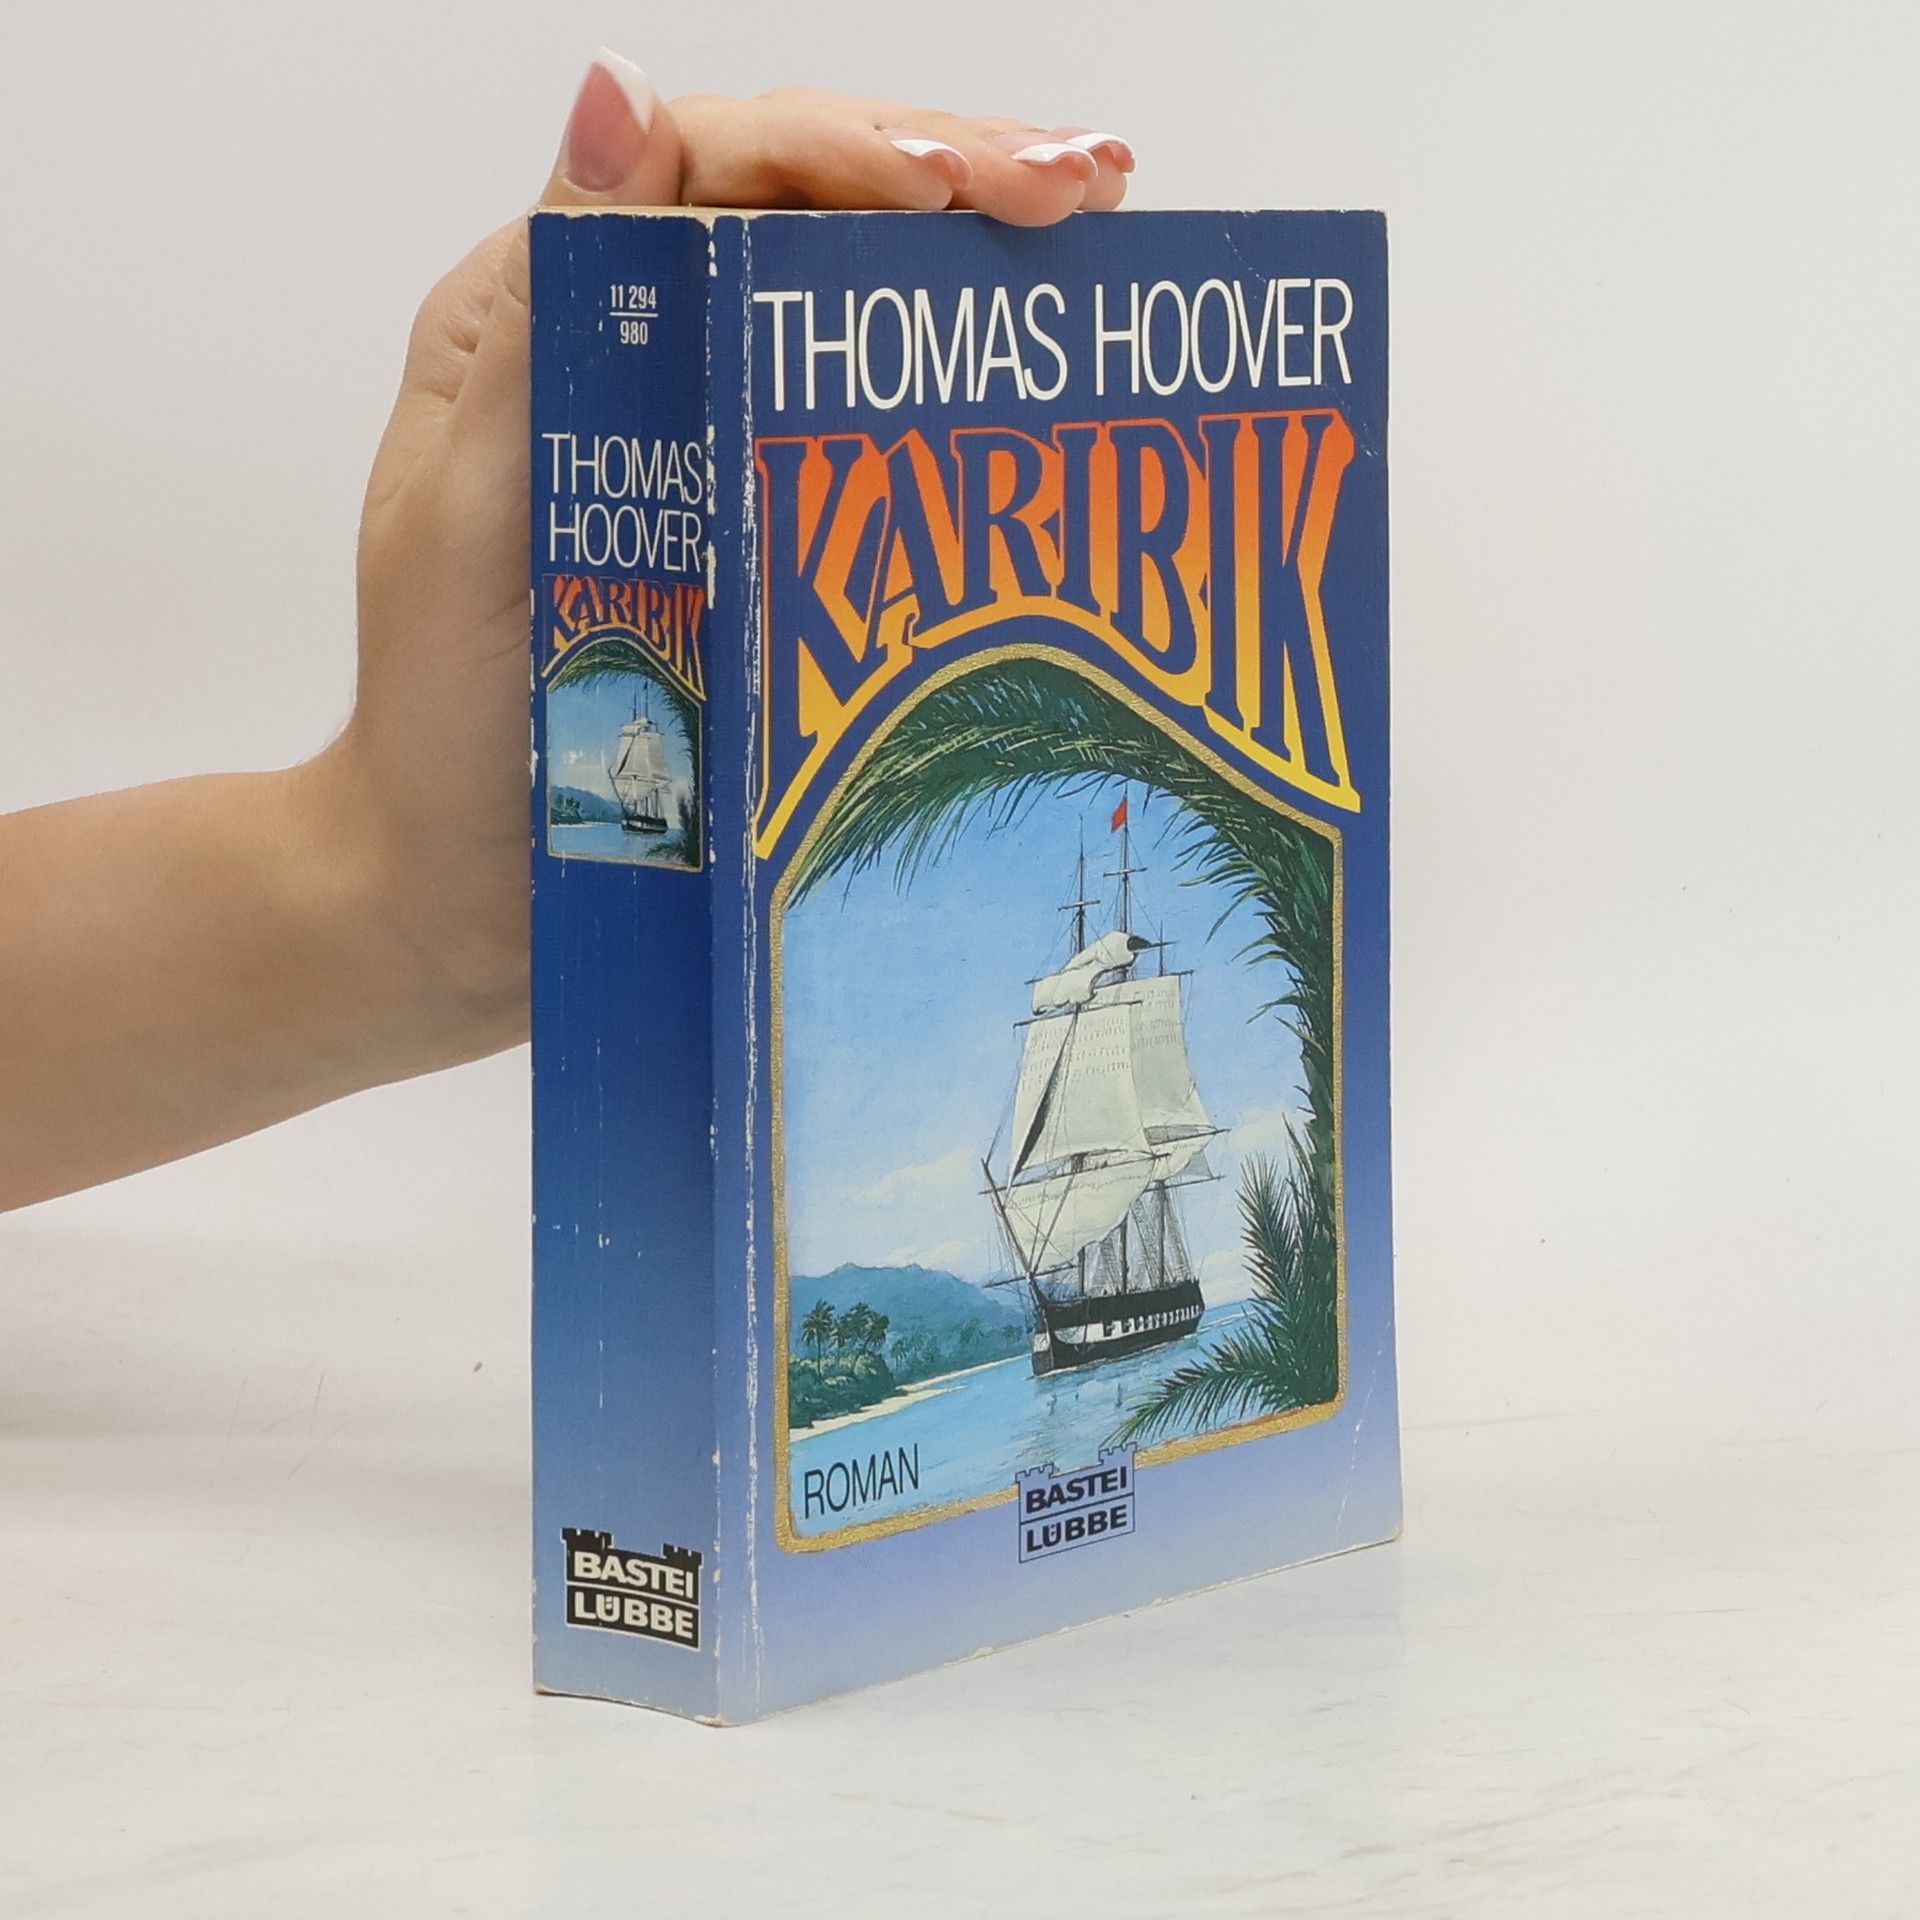 11 294
980
THOMAS
HOOVER
KARIBIK
BASTEI
LÜBBE
THOMAS HOOVER
KARIBIK
ROMAN
BASTEI
LÜBBE